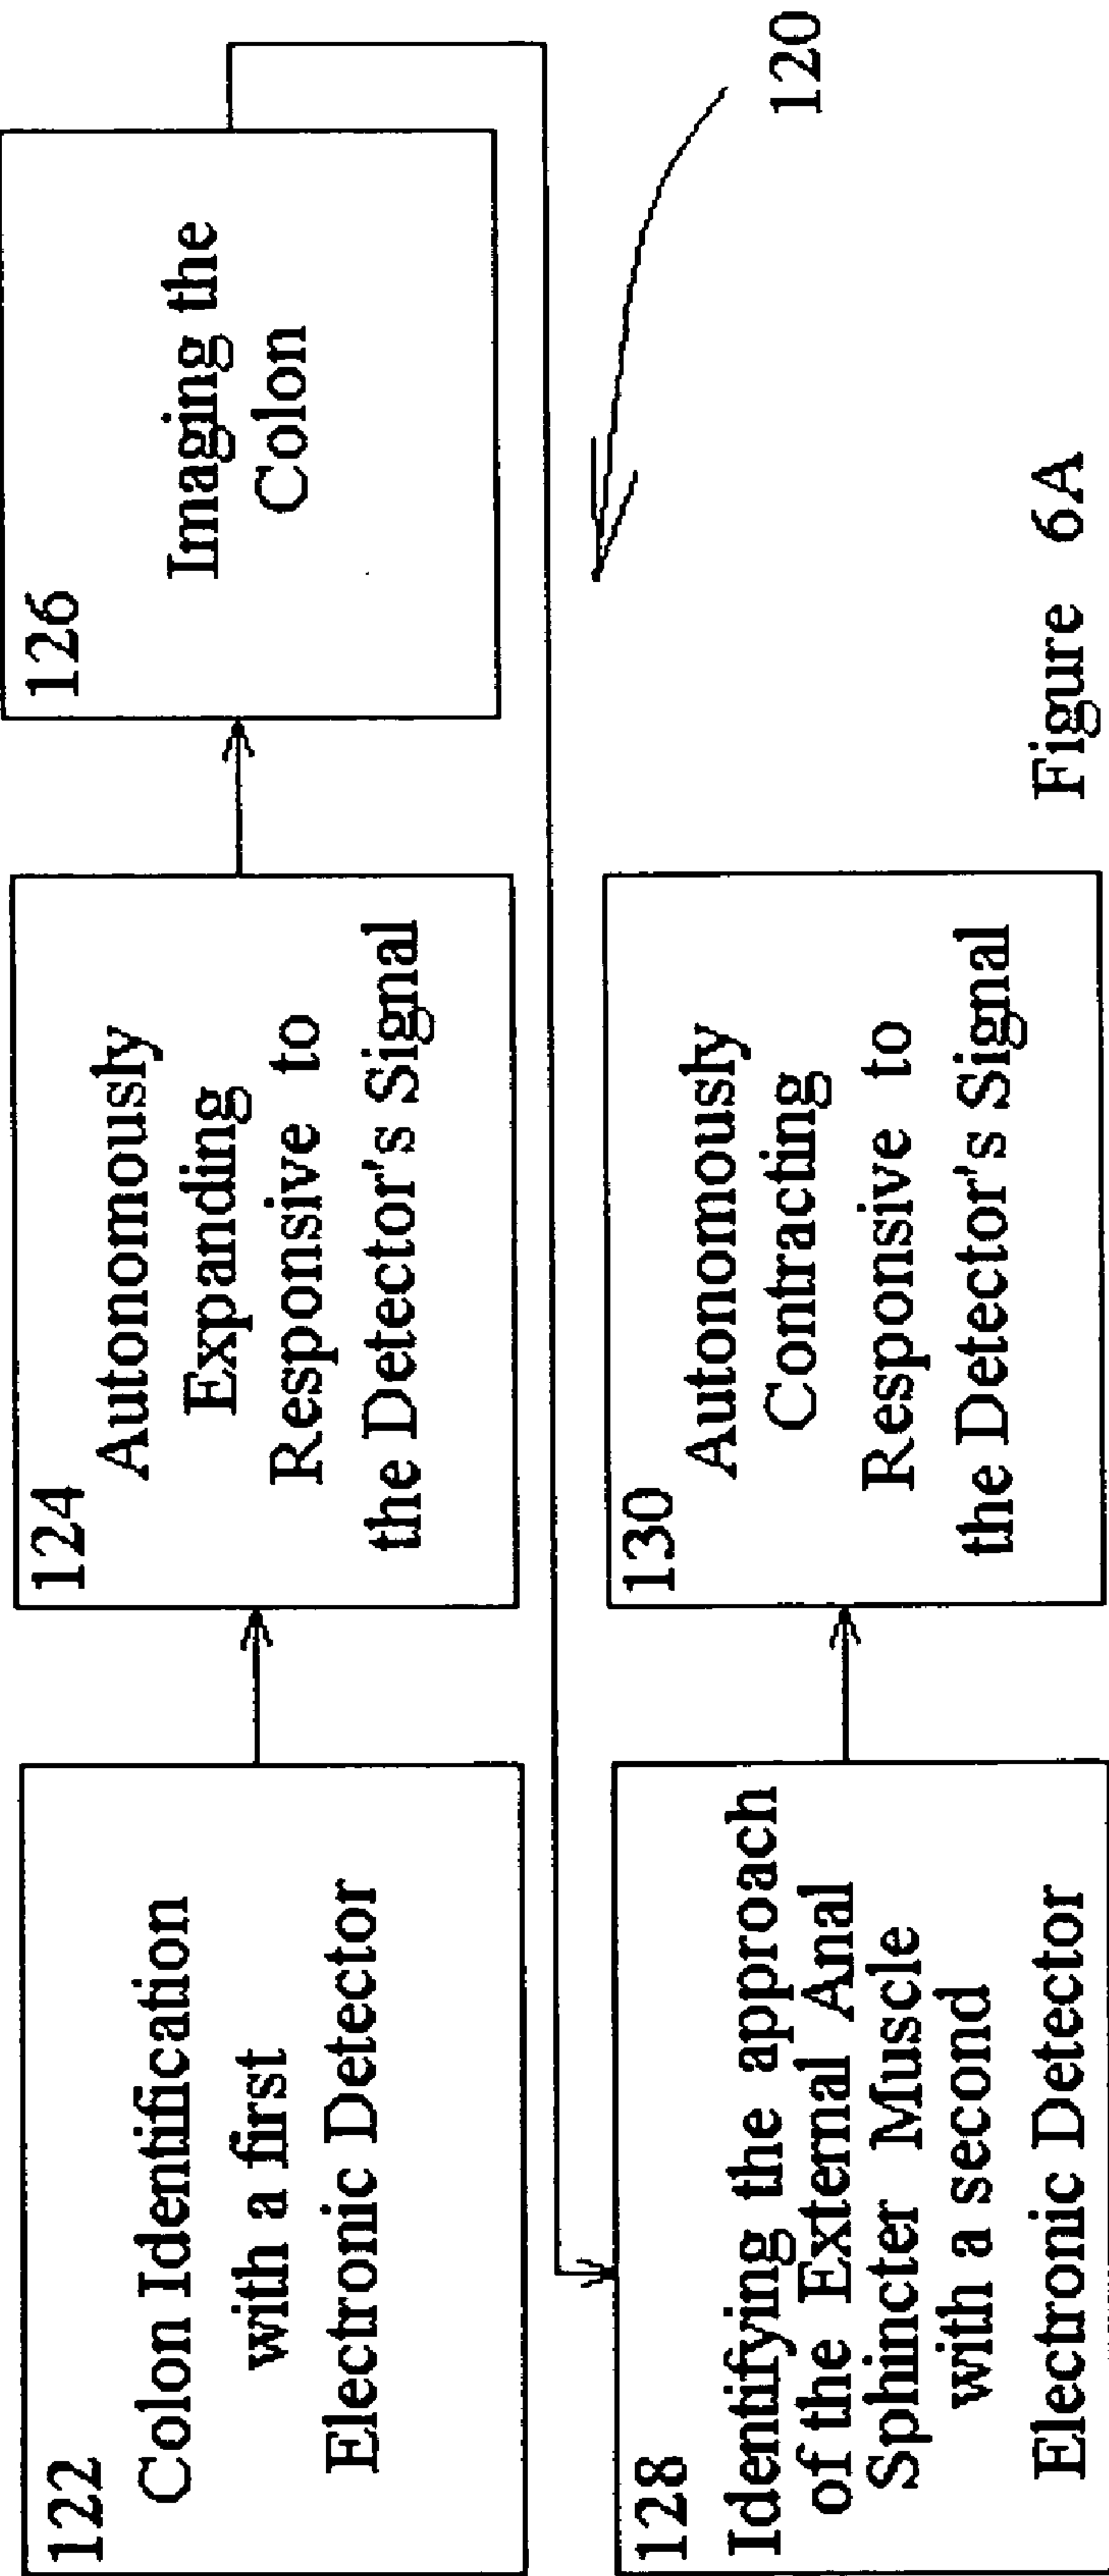 122
Colon Identification
with a first
Electronic Detector
124
Autonomously
Expanding
Responsive to
the Detector's Signal
126
Imaging the
Colon
128
Identifying the approach
of the External Anal
Sphincter Muscle
with a second
Electronic Detector
130
Autonomously
Contracting
Responsive to
the Detector's Signal
120
Figure 6A